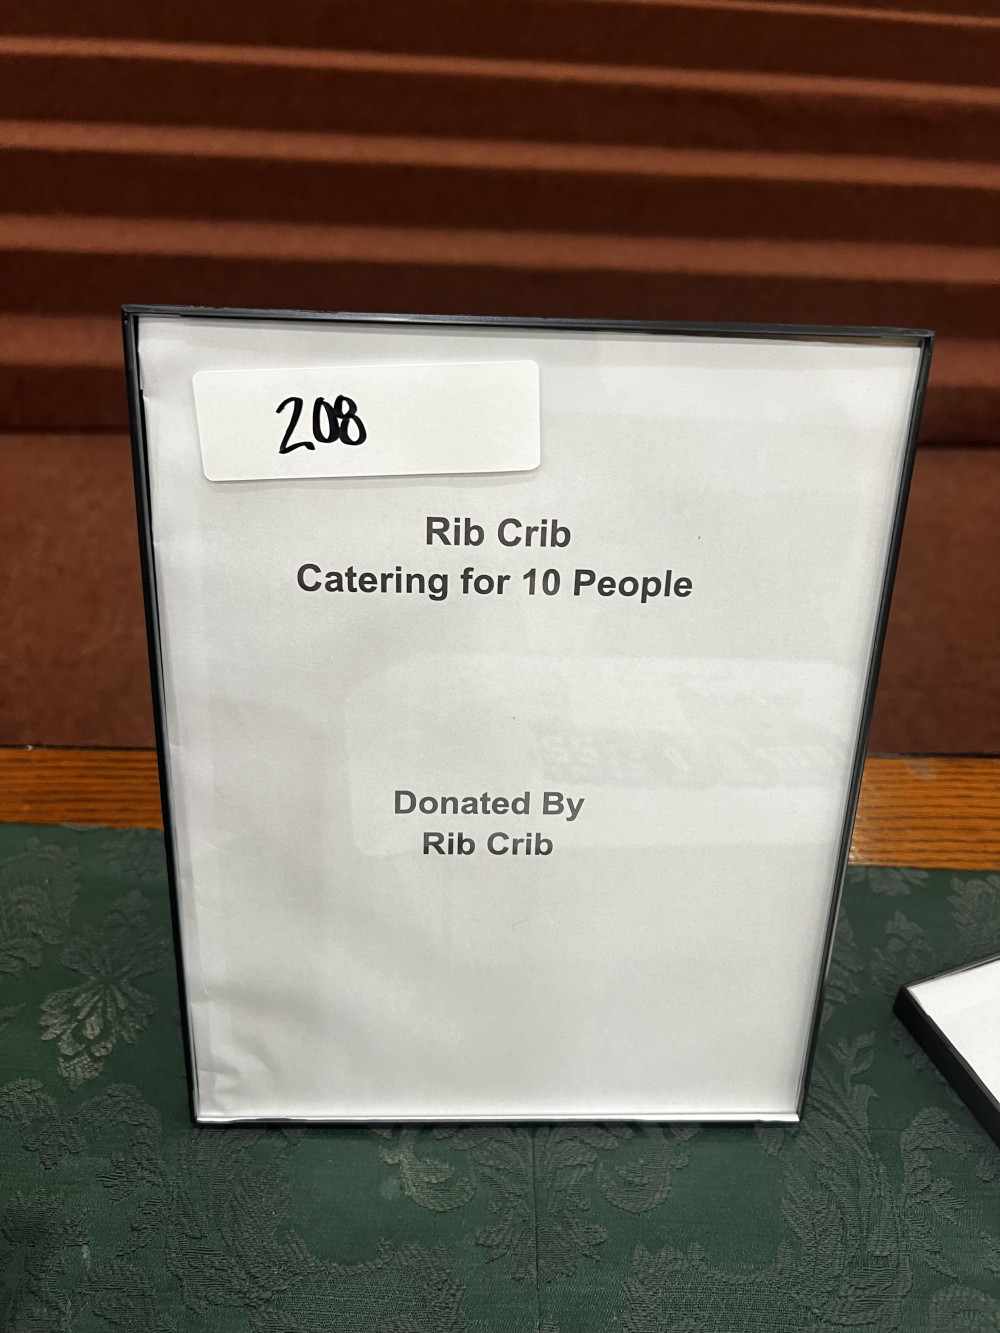 208
Rib Crib
Catering for 10 People
Donated By
Rib Crib